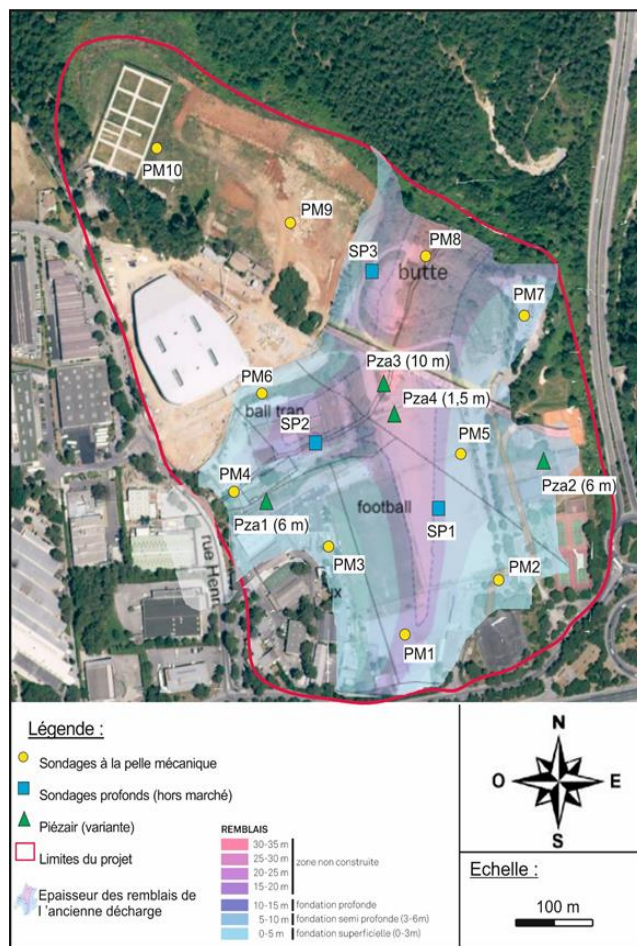 PM10
PM9
SP3
PM8
butte
PM7
Pza3 (10 m)
PM6
Pza4 (1,5 m)
ball trap
SP2
PM5
PM4
Pza2 (6 m)
Pza1 (6 m)
football
SP1
rue Henri
PM3
PM2
PM1
Légende :
Sondages à la pelle mécanique
Sondages profonds (hors marché)
Piézair (variante)
Limites du projet
Epaisseur des remblais de
l 'ancienne décharge
REMBLAIS
30-35 m
25-30 m
20-25 m
15-20 m
zone non construite
10-15 m fondation profonde
5-10 m fondation semi profonde (3-6m)
0-5 m fondation superficielle (0-3m)
N
O
E
S
Echelle :
100 m